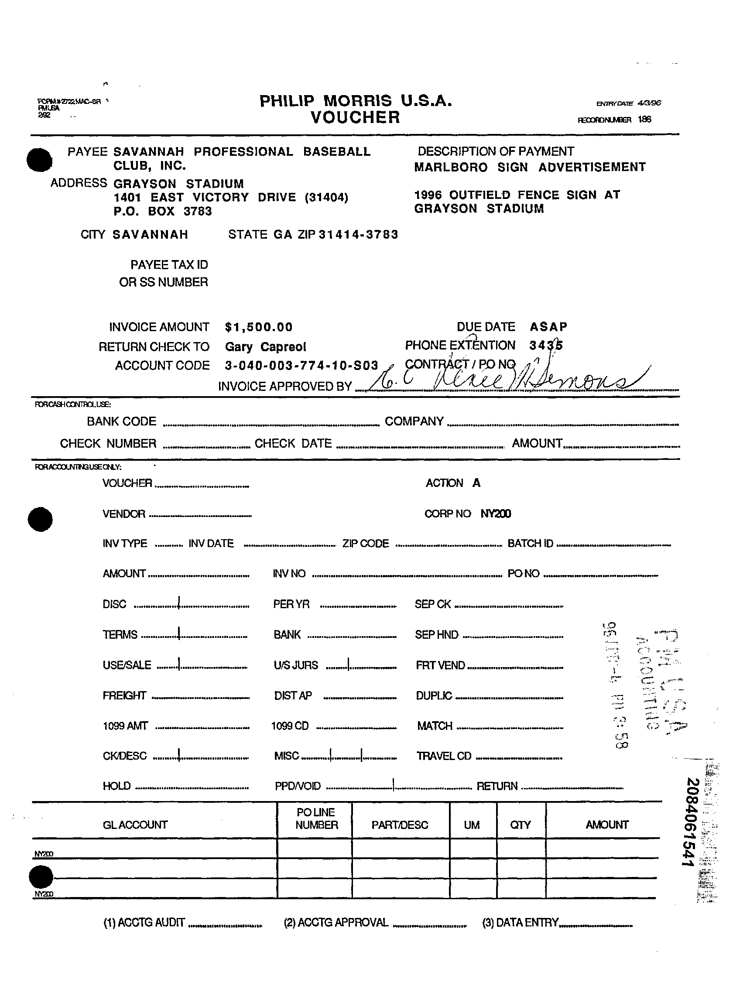 FORM # 2722 MAC-SR
PMUSA
2/92
PHILIP MORRIS U.S.A.
VOUCHER
ENTRY DATE 4/3/96
RECORD NUMBER 186
PAYEE SAVANNAH PROFESSIONAL BASEBALL
CLUB, INC.
DESCRIPTION OF PAYMENT
MARLBORO SIGN ADVERTISEMENT
ADDRESS GRAYSON STADIUM
1401 EAST VICTORY DRIVE (31404)
P.O. BOX 3783
1996 OUTFIELD FENCE SIGN AT
GRAYSON STADIUM
CITY SAVANNAH STATE GA ZIP 31414-3783
PAYEE TAX ID
OR SS NUMBER
INVOICE AMOUNT $1,500.00 DUE DATE ASAP
RETURN CHECK TO Gary Capreol PHONE EXTENTION 3435
ACCOUNT CODE 3-040-003-774-10-S03 CONTRACT / PO NO
INVOICE APPROVED BY
FOR CASH CONTROL USE:
BANK CODE COMPANY
CHECK NUMBER CHECK DATE AMOUNT
FOR ACCOUNTING USE ONLY:
VOUCHER ACTION A
VENDOR CORP NO NY200
INV TYPE INV DATE ZIP CODE BATCH ID
AMOUNT INV NO PO NO
DISC PER YR SEP CK
TERMS BANK SEP HND
USE/SALE U/S JURS FRT VEND
FREIGHT DIST AP DUPLIC
1099 AMT 1099 CD MATCH
CK/DESC MISC TRAVEL CD
HOLD PPD/VOID RETURN
PM USA
ACCOUNTING
PM 3:58
2084061541
GL ACCOUNT PO LINE NUMBER PART/DESC UM QTY AMOUNT
NY200
NY200
(1) ACCTG AUDIT (2) ACCTG APPROVAL (3) DATA ENTRY